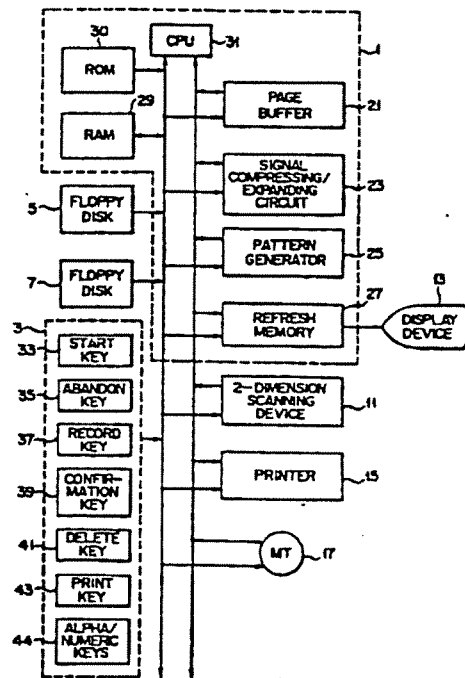 30
CPU
31
1
ROM
29
PAGE
BUFFER
21
RAM
SIGNAL
COMPRESSING/
EXPANDING
CIRCUIT
23
5
FLOPPY
DISK
PATTERN
GENERATOR
25
7
FLOPPY
DISK
27
13
REFRESH
MEMORY
DISPLAY
DEVICE
3
33
START
KEY
2-DIMENSION
SCANNING
DEVICE
11
35
ABANDON
KEY
37
RECORD
KEY
PRINTER
15
39
CONFIR-
MATION
KEY
41
DELETE
KEY
MT
17
43
PRINT
KEY
44
ALPHA/
NUMERIC
KEYS